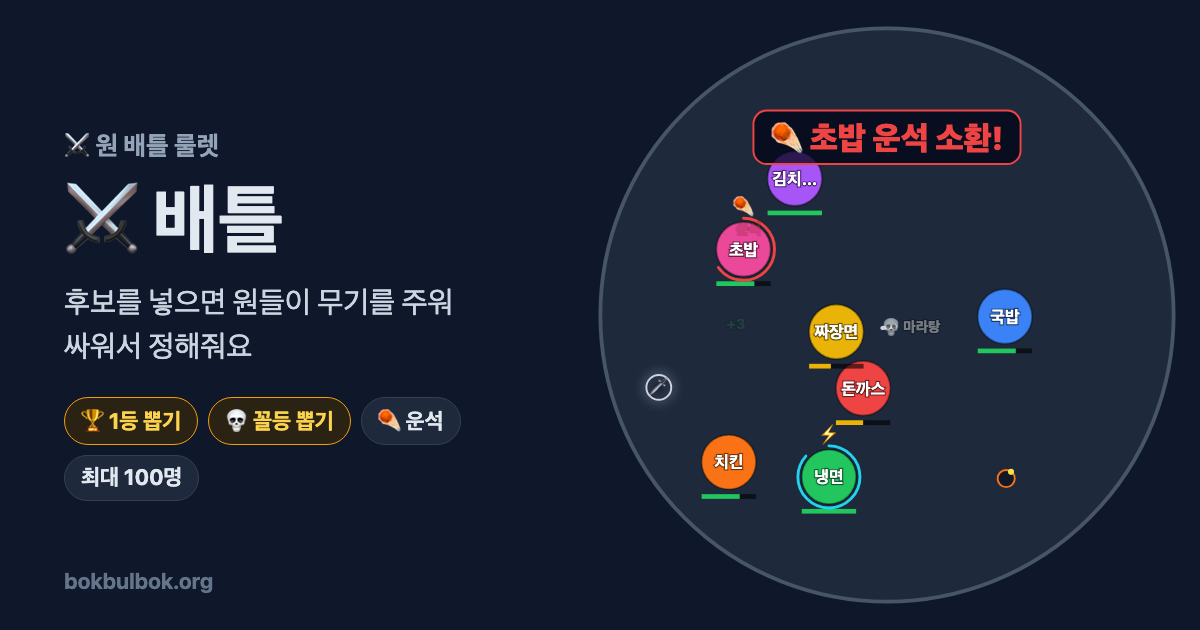 ⚔️ 원 배틀 룰렛
⚔️ 배틀
후보를 넣으면 원들이 무기를 주워
싸워서 정해줘요
🏆 1등 뽑기
💀 꼴등 뽑기
☄️ 운석
최대 100명
bokbulbok.org
☄️ 초밥 운석 소환!
김치...
초밥
+3
짜장면
💀 마라탕
국밥
돈까스
치킨
냉면